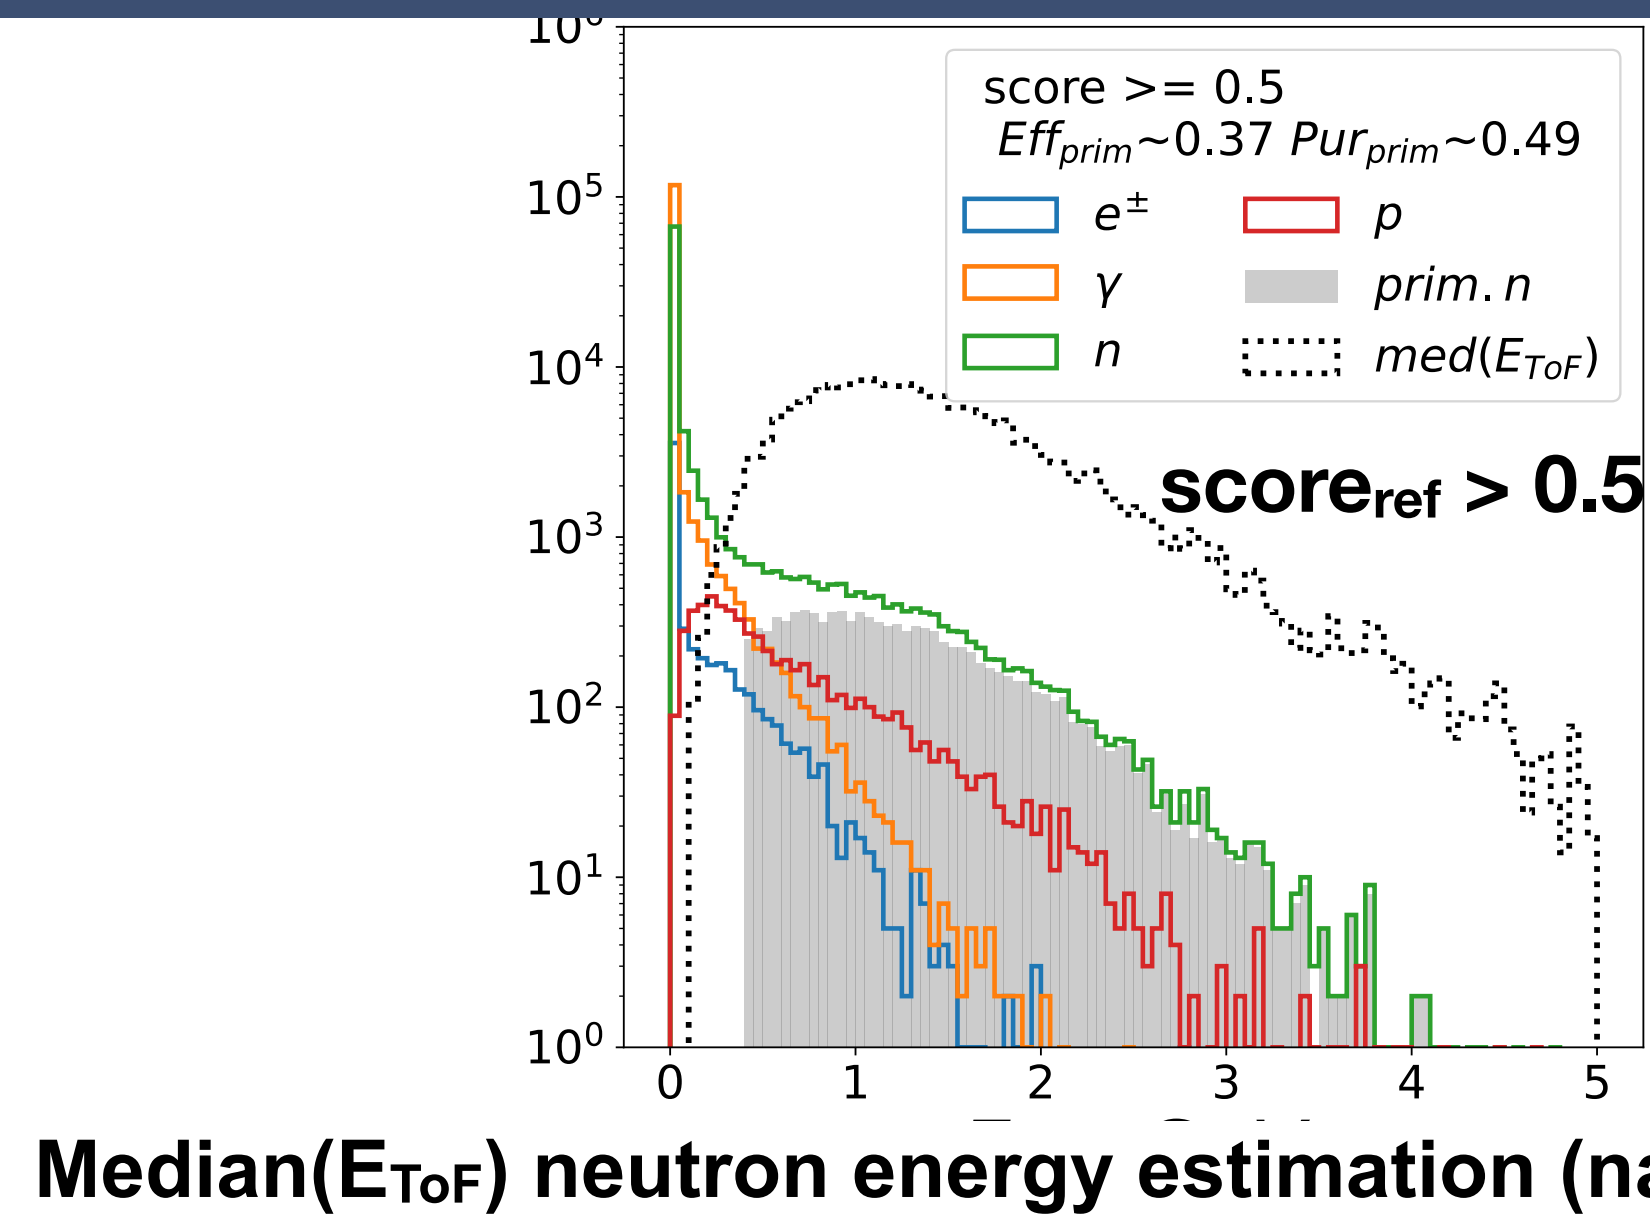 10⁶
score >= 0.5
Eff_prim~0.37 Pur_prim~0.49
e± p
γ prim. n
n med(E_ToF)
10⁵
10⁴
score_ref > 0.5
10³
10²
10¹
10⁰
0 1 2 3 4 5
Median(E_ToF) neutron energy estimation (na